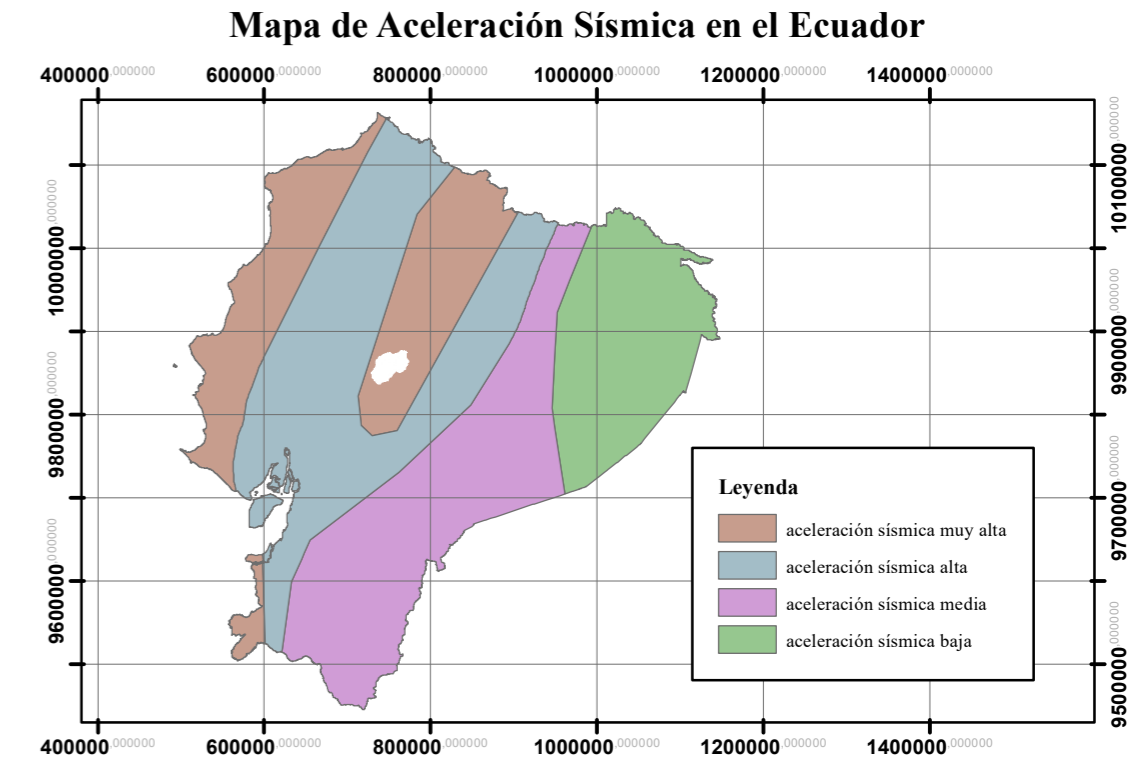 Mapa de Aceleración Sísmica en el Ecuador
400000,000000 600000,000000 800000,000000 1000000,000000 1200000,000000 1400000,000000
10100000,000000
10000000,000000
9900000,000000
9800000,000000
9700000,000000
9600000,000000
9500000,000000
Leyenda
aceleración sísmica muy alta
aceleración sísmica alta
aceleración sísmica media
aceleración sísmica baja
400000,000000 600000,000000 800000,000000 1000000,000000 1200000,000000 1400000,000000